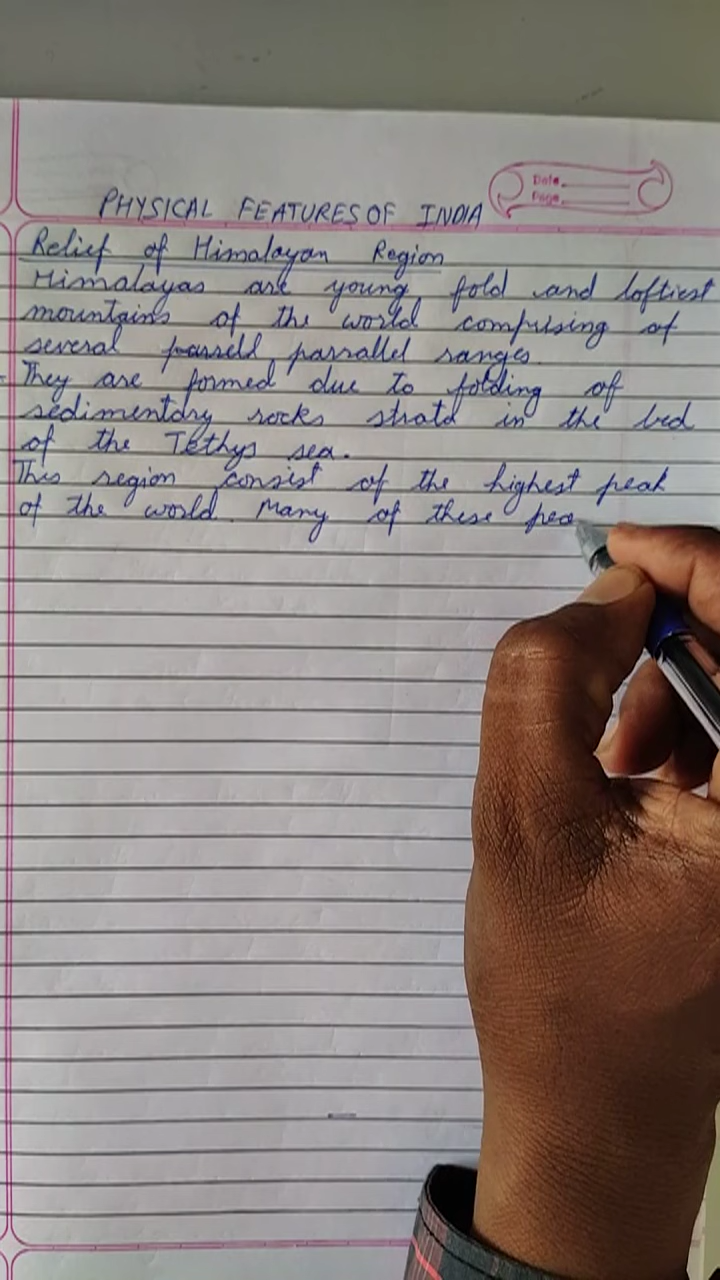 PHYSICAL FEATURES OF INDIA
Date
Page
Relief of Himalayan Region
Himalayas are young fold and loftiest
mountains of the world comprising of
several parrallel ranges.
They are formed due to folding of
sedimentary rocks strata in the bed
of the Tethys sea.
This region consist of the highest peak
of the world. Many of these pea